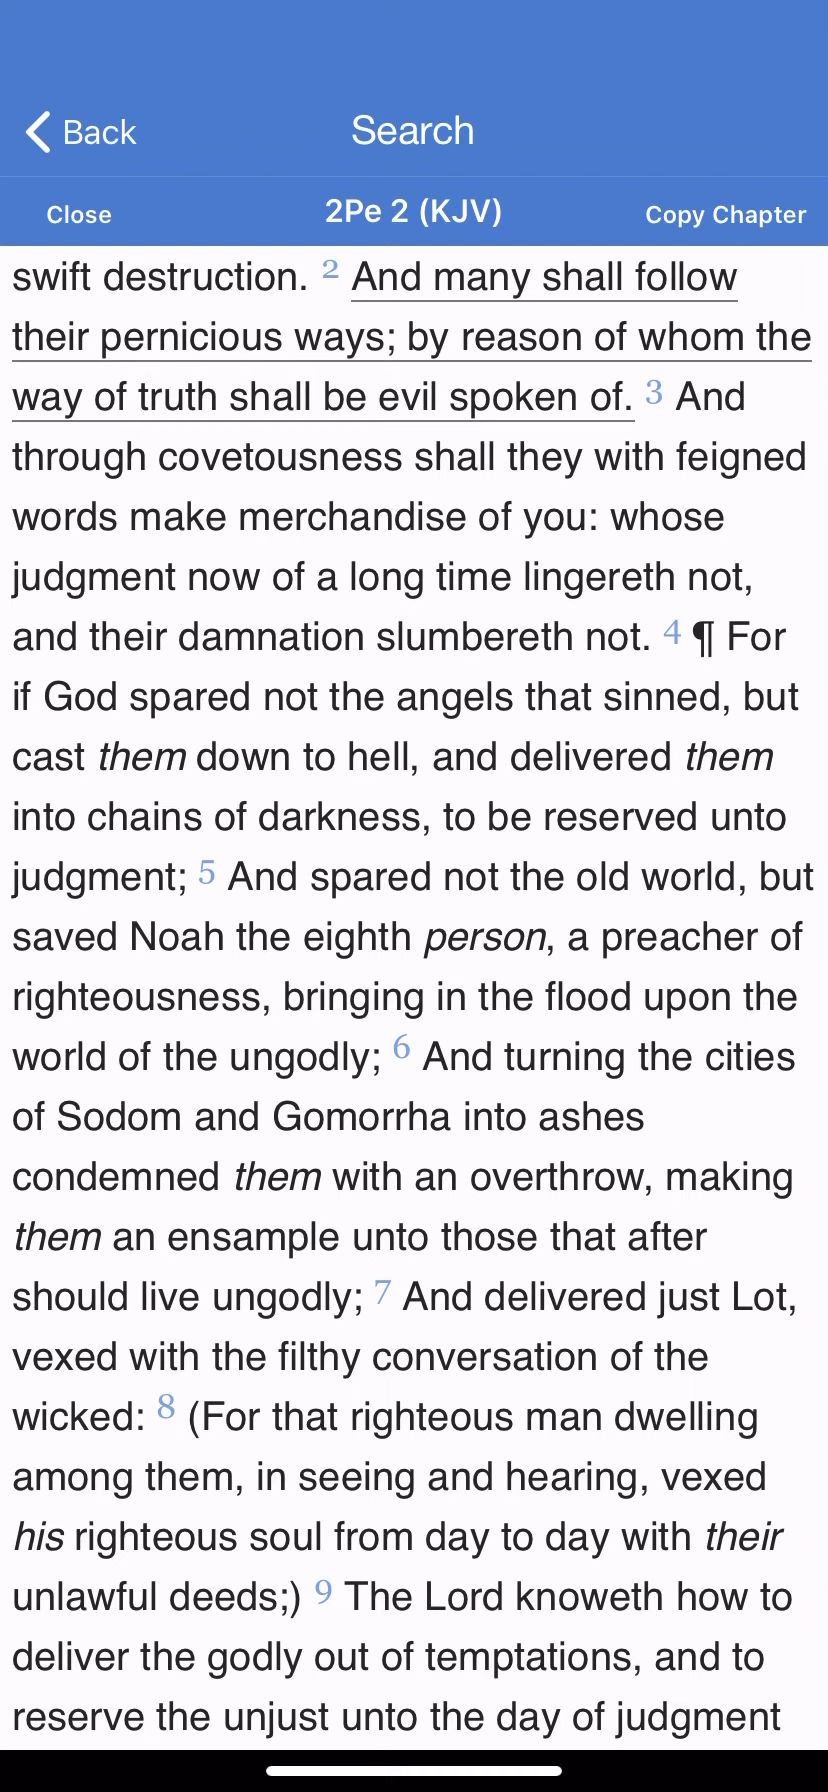 Back
Search
Close
2Pe 2 (KJV)
Copy Chapter
swift destruction. 2 And many shall follow
their pernicious ways; by reason of whom the
way of truth shall be evil spoken of. 3 And
through covetousness shall they with feigned
words make merchandise of you: whose
judgment now of a long time lingereth not,
and their damnation slumbereth not. 4 ¶ For
if God spared not the angels that sinned, but
cast them down to hell, and delivered them
into chains of darkness, to be reserved unto
judgment; 5 And spared not the old world, but
saved Noah the eighth person, a preacher of
righteousness, bringing in the flood upon the
world of the ungodly; 6 And turning the cities
of Sodom and Gomorrha into ashes
condemned them with an overthrow, making
them an ensample unto those that after
should live ungodly; 7 And delivered just Lot,
vexed with the filthy conversation of the
wicked: 8 (For that righteous man dwelling
among them, in seeing and hearing, vexed
his righteous soul from day to day with their
unlawful deeds;) 9 The Lord knoweth how to
deliver the godly out of temptations, and to
reserve the unjust unto the day of judgment